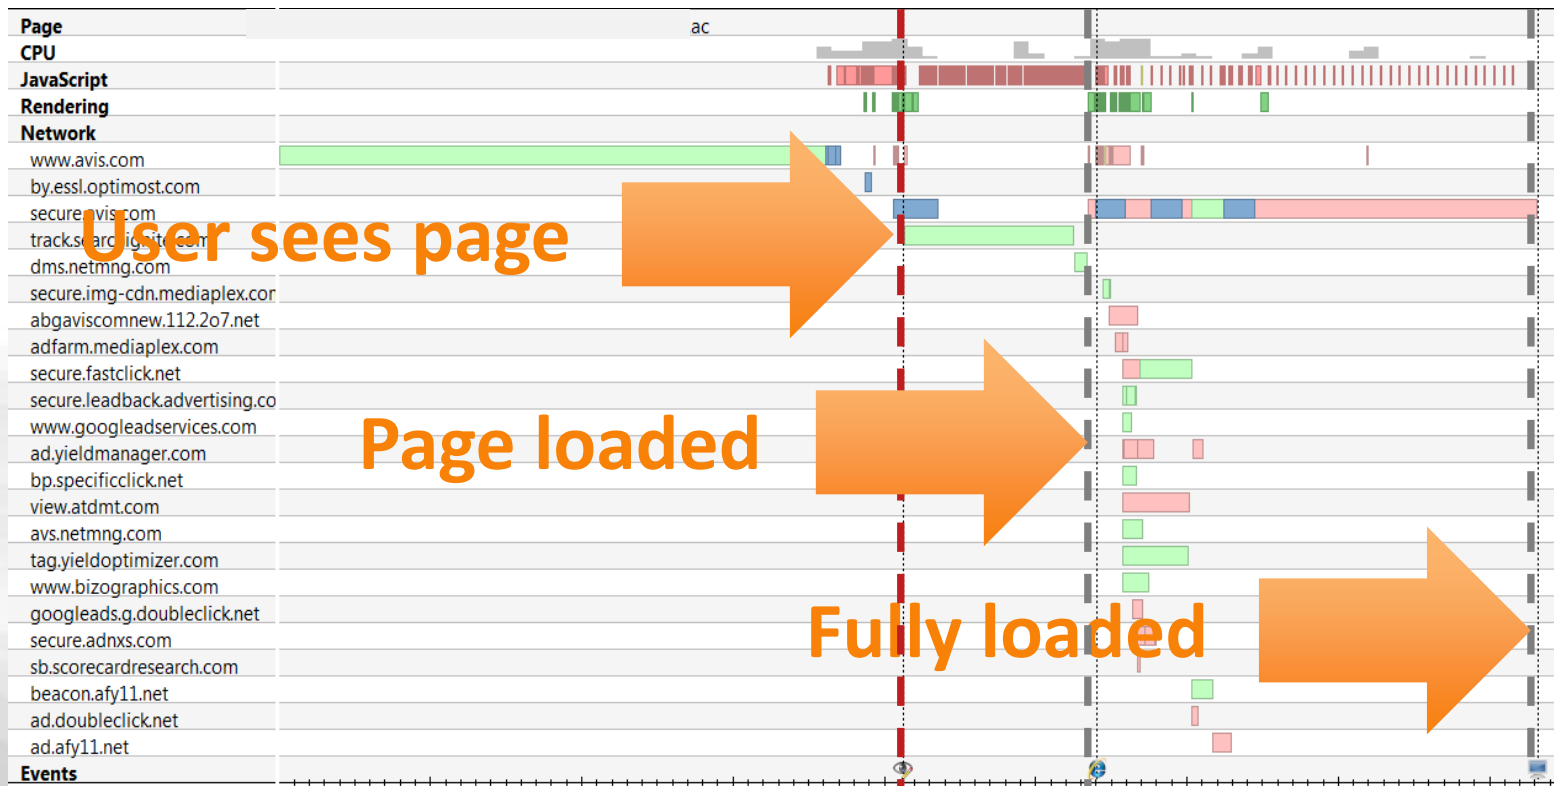 Page
ac
CPU
JavaScript
Rendering
Network
www.avis.com
by.essl.optimost.com
secure.avis.com
User sees page
track.searchignite.com
dms.netmng.com
secure.img-cdn.mediaplex.com
abgaviscomnew.112.2o7.net
adfarm.mediaplex.com
secure.fastclick.net
secure.leadback.advertising.co
www.googleadservices.com
Page loaded
ad.yieldmanager.com
bp.specificclick.net
view.atdmt.com
avs.netmng.com
tag.yieldoptimizer.com
www.bizographics.com
googleads.g.doubleclick.net
Fully loaded
secure.adnxs.com
sb.scorecardresearch.com
beacon.afy11.net
ad.doubleclick.net
ad.afy11.net
Events